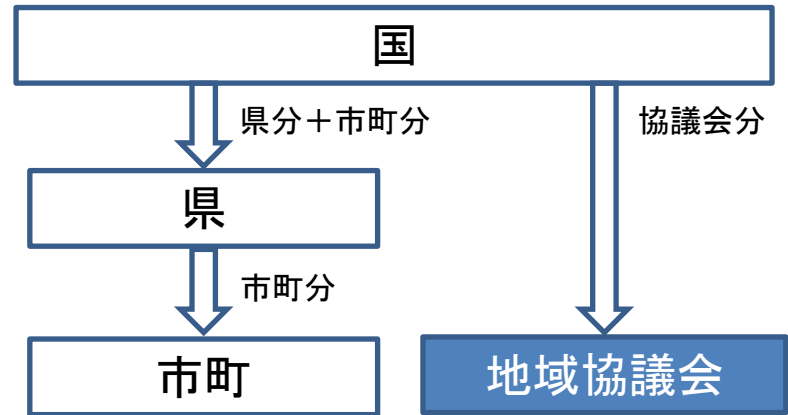 国
県分＋市町分
協議会分
県
市町分
市町
地域協議会